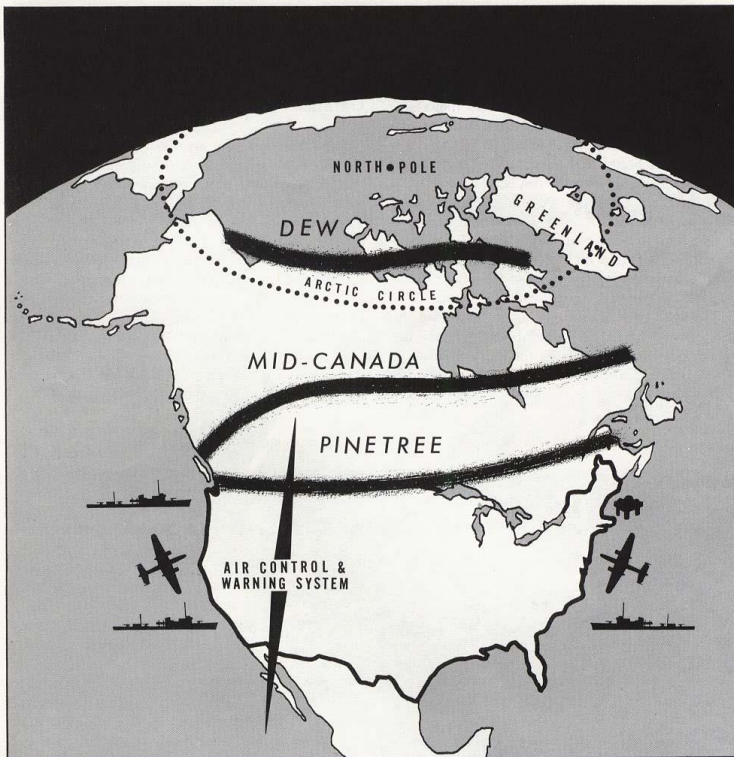 NORTH POLE
GREENLAND
DEW
ARCTIC CIRCLE
MID-CANADA
PINETREE
AIR CONTROL &
WARNING SYSTEM